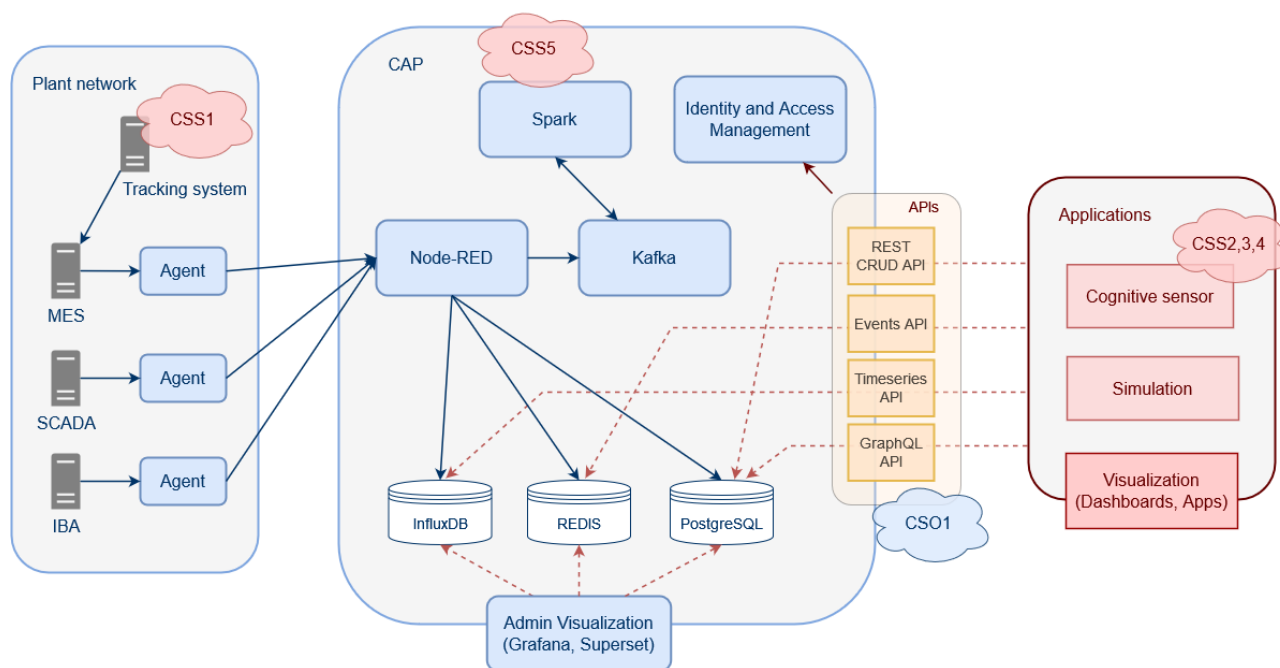 Plant network
CSS1
Tracking system
MES
Agent
SCADA
Agent
IBA
Agent
CAP
CSS5
Spark
Identity and Access
Management
Node-RED
Kafka
InfluxDB
REDIS
PostgreSQL
Admin Visualization
(Grafana, Superset)
APIs
REST
CRUD API
Events API
Timeseries
API
GraphQL
API
CSO1
Applications
CSS2,3,4
Cognitive sensor
Simulation
Visualization
(Dashboards, Apps)